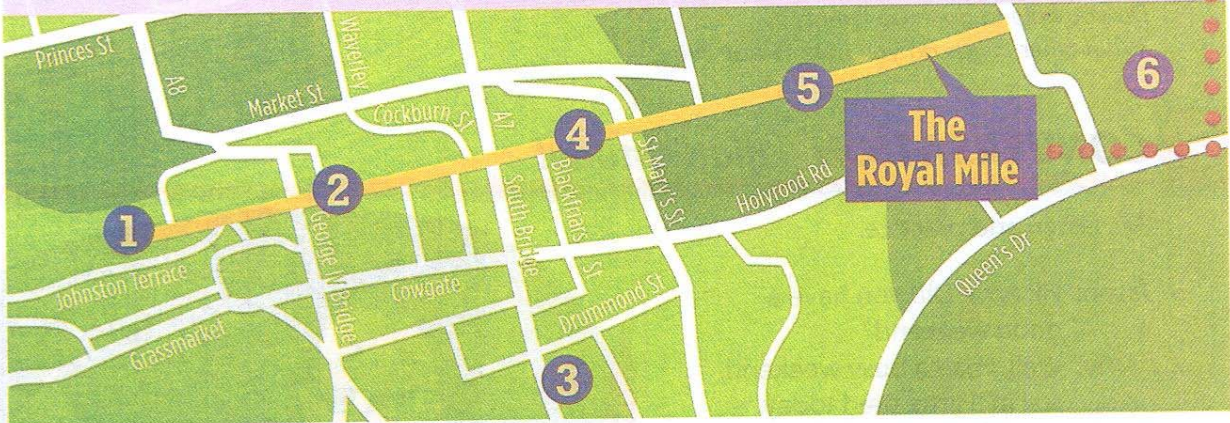 Princes St
A8
Waverley
Market St
Cockburn St
A7
1
2
4
5
6
The
Royal Mile
Blackfriars St
St Mary's St
Holyrood Rd
George IV Bridge
South Bridge
Johnston Terrace
Cowgate
Drummond St
Queen's Dr
Grassmarket
3